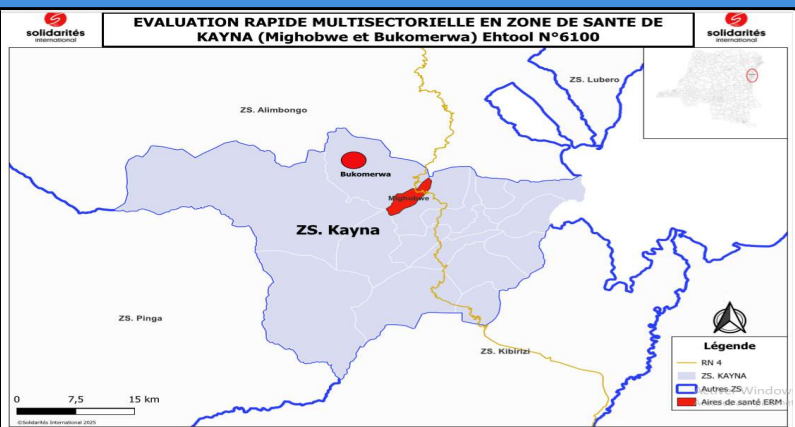 solidarités
international
EVALUATION RAPIDE MULTISECTORIELLE EN ZONE DE SANTE DE
KAYNA (Mighobwe et Bukomerwa) Ehtool N°6100
solidarités
international
ZS. Lubero
ZS. Alimbongo
Bukomerwa
Mighobwe
ZS. Kayna
ZS. Pinga
ZS. Kibirizi
Légende
RN 4
ZS. KAYNA
Autres ZS
Aires de santé ERM
0 7,5 15 km
©Solidarités International 2025